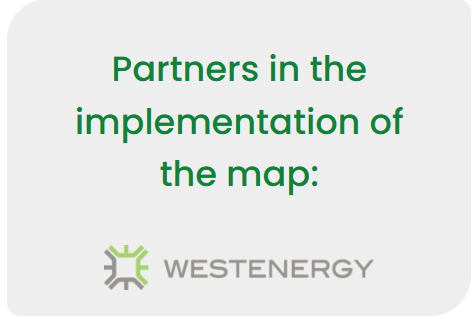 Partners in the
implementation of
the map:
WESTENERGY